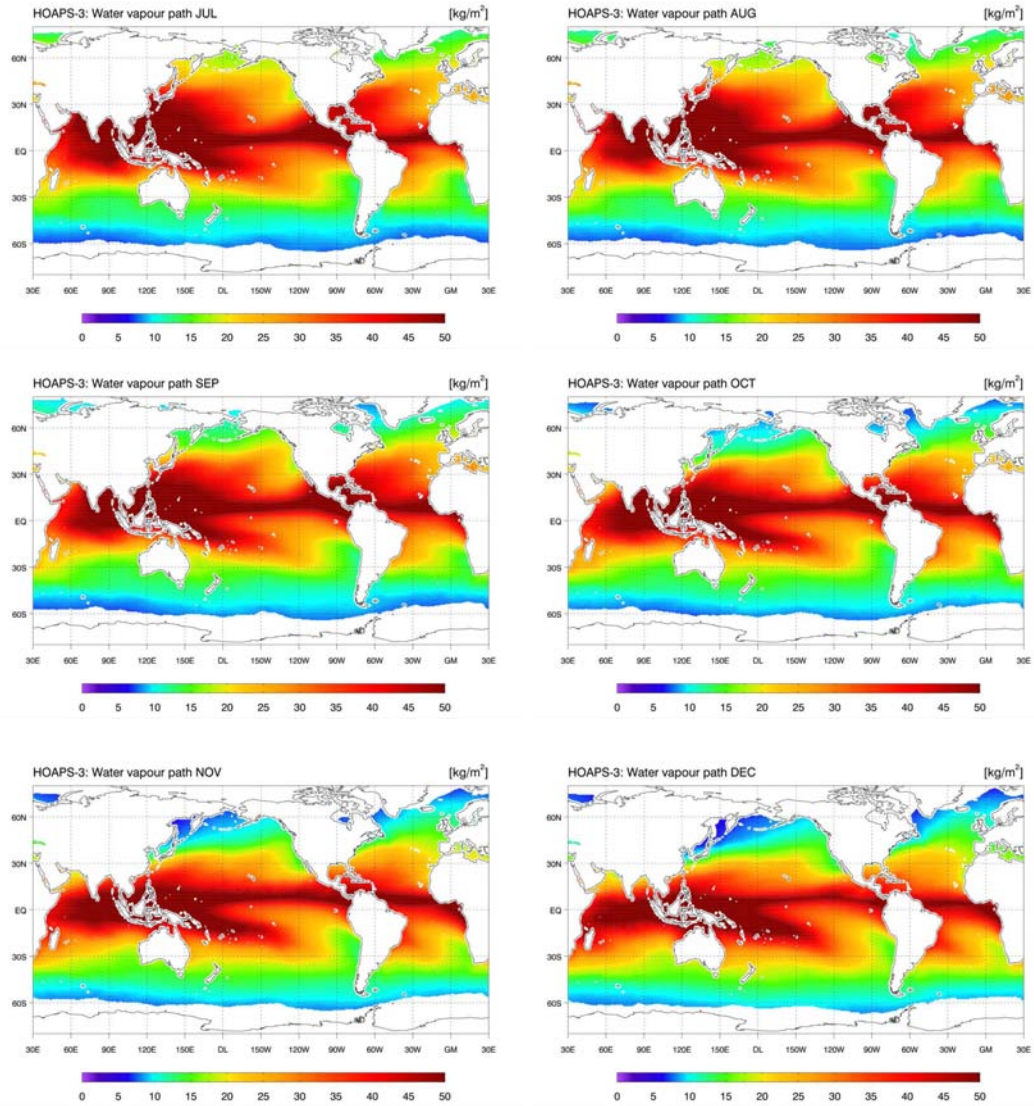 HOAPS-3: Water vapour path JUL [kg/m²]
60N
30N
EQ
30S
60S
30E 60E 90E 120E 150E DL 150W 120W 90W 60W GM 30E
0 5 10 15 20 25 30 35 40 45 50
HOAPS-3: Water vapour path AUG [kg/m²]
60N
30N
EQ
30S
60S
30E 60E 90E 120E 150E DL 150W 120W 90W 60W GM 30E
0 5 10 15 20 25 30 35 40 45 50
HOAPS-3: Water vapour path SEP [kg/m²]
60N
30N
EQ
30S
60S
30E 60E 90E 120E 150E DL 150W 120W 90W 60W GM 30E
0 5 10 15 20 25 30 35 40 45 50
HOAPS-3: Water vapour path OCT [kg/m²]
60N
30N
EQ
30S
60S
30E 60E 90E 120E 150E DL 150W 120W 90W 60W GM 30E
0 5 10 15 20 25 30 35 40 45 50
HOAPS-3: Water vapour path NOV [kg/m²]
60N
30N
EQ
30S
60S
30E 60E 90E 120E 150E DL 150W 120W 90W 60W GM 30E
0 5 10 15 20 25 30 35 40 45 50
HOAPS-3: Water vapour path DEC [kg/m²]
60N
30N
EQ
30S
60S
30E 60E 90E 120E 150E DL 150W 120W 90W 60W GM 30E
0 5 10 15 20 25 30 35 40 45 50